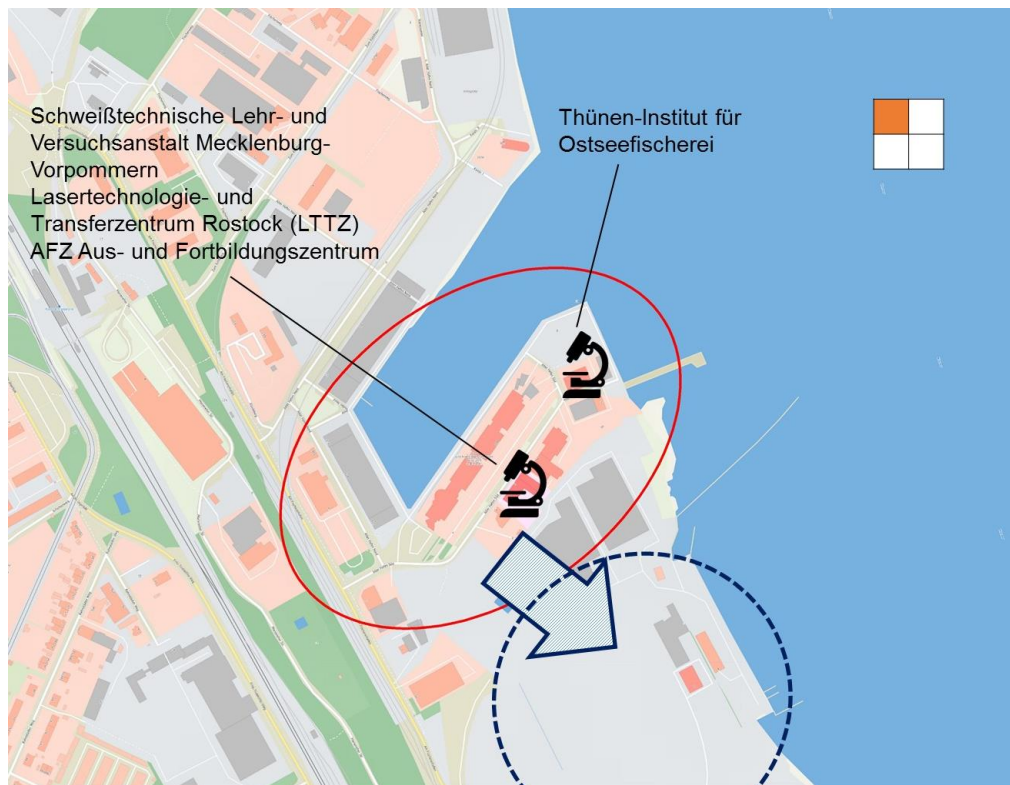 Schweißtechnische Lehr- und
Versuchsanstalt Mecklenburg-
Vorpommern
Lasertechnologie- und
Transferzentrum Rostock (LTTZ)
AFZ Aus- und Fortbildungszentrum
Thünen-Institut für
Ostseefischerei